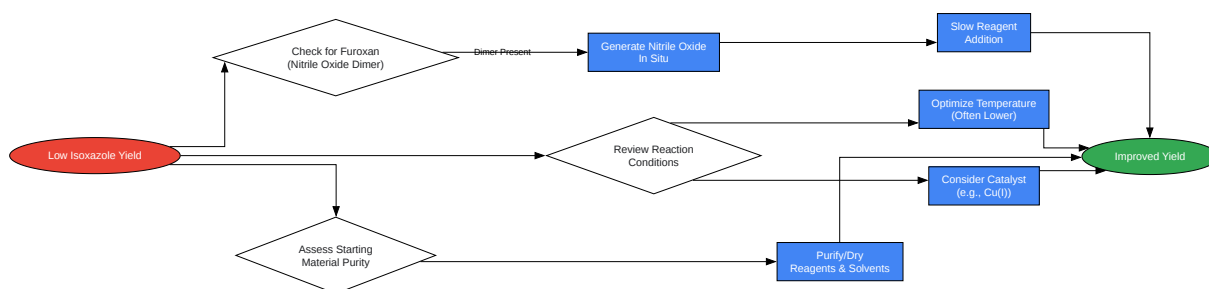 Slow Reagent
Addition
Check for Furoxan
(Nitrile Oxide Dimer)
Dimer Present
Generate Nitrile Oxide
In Situ
Optimize Temperature
(Often Lower)
Low Isoxazole Yield
Review Reaction
Conditions
Improved Yield
Consider Catalyst
(e.g., Cu(I))
Assess Starting
Material Purity
Purify/Dry
Reagents & Solvents